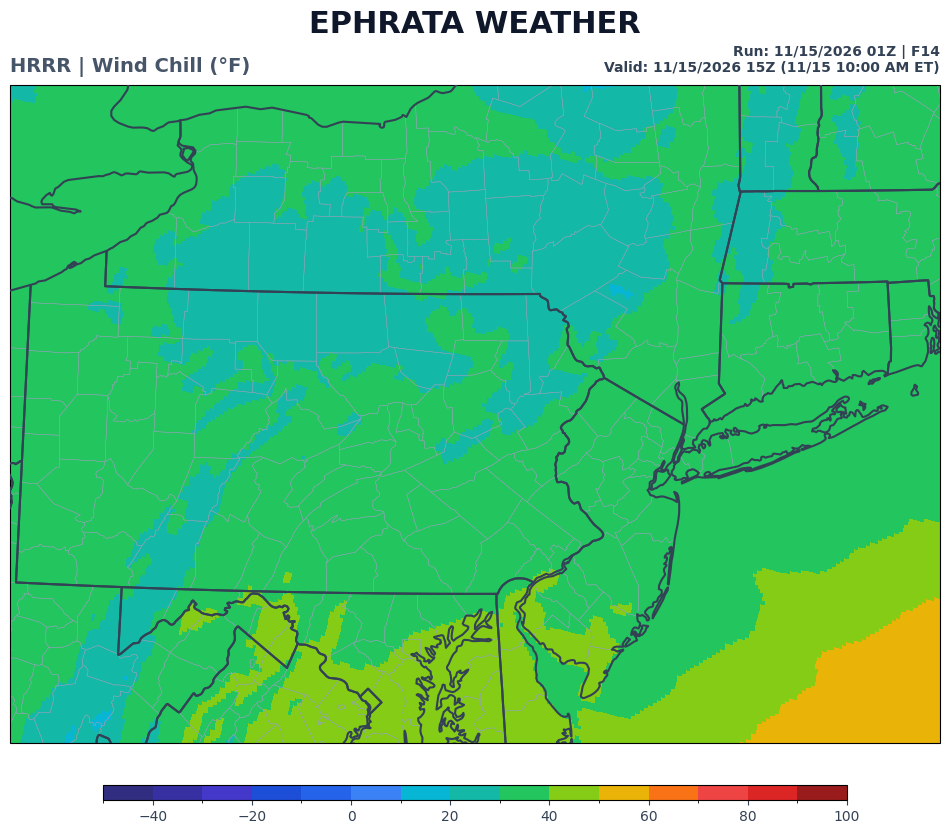 EPHRATA WEATHER
HRRR | Wind Chill (°F)
Run: 11/15/2026 01Z | F14
Valid: 11/15/2026 15Z (11/15 10:00 AM ET)
−40 −20 0 20 40 60 80 100